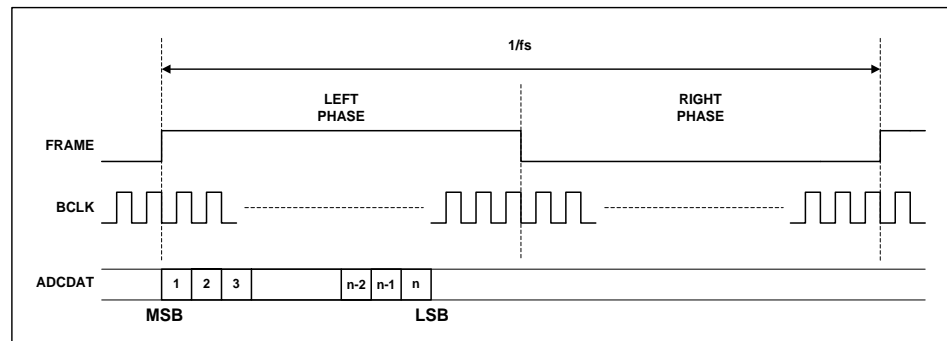 1/fs
LEFT
PHASE
RIGHT
PHASE
FRAME
BCLK
ADCDAT
1 2 3 n-2 n-1 n
MSB LSB